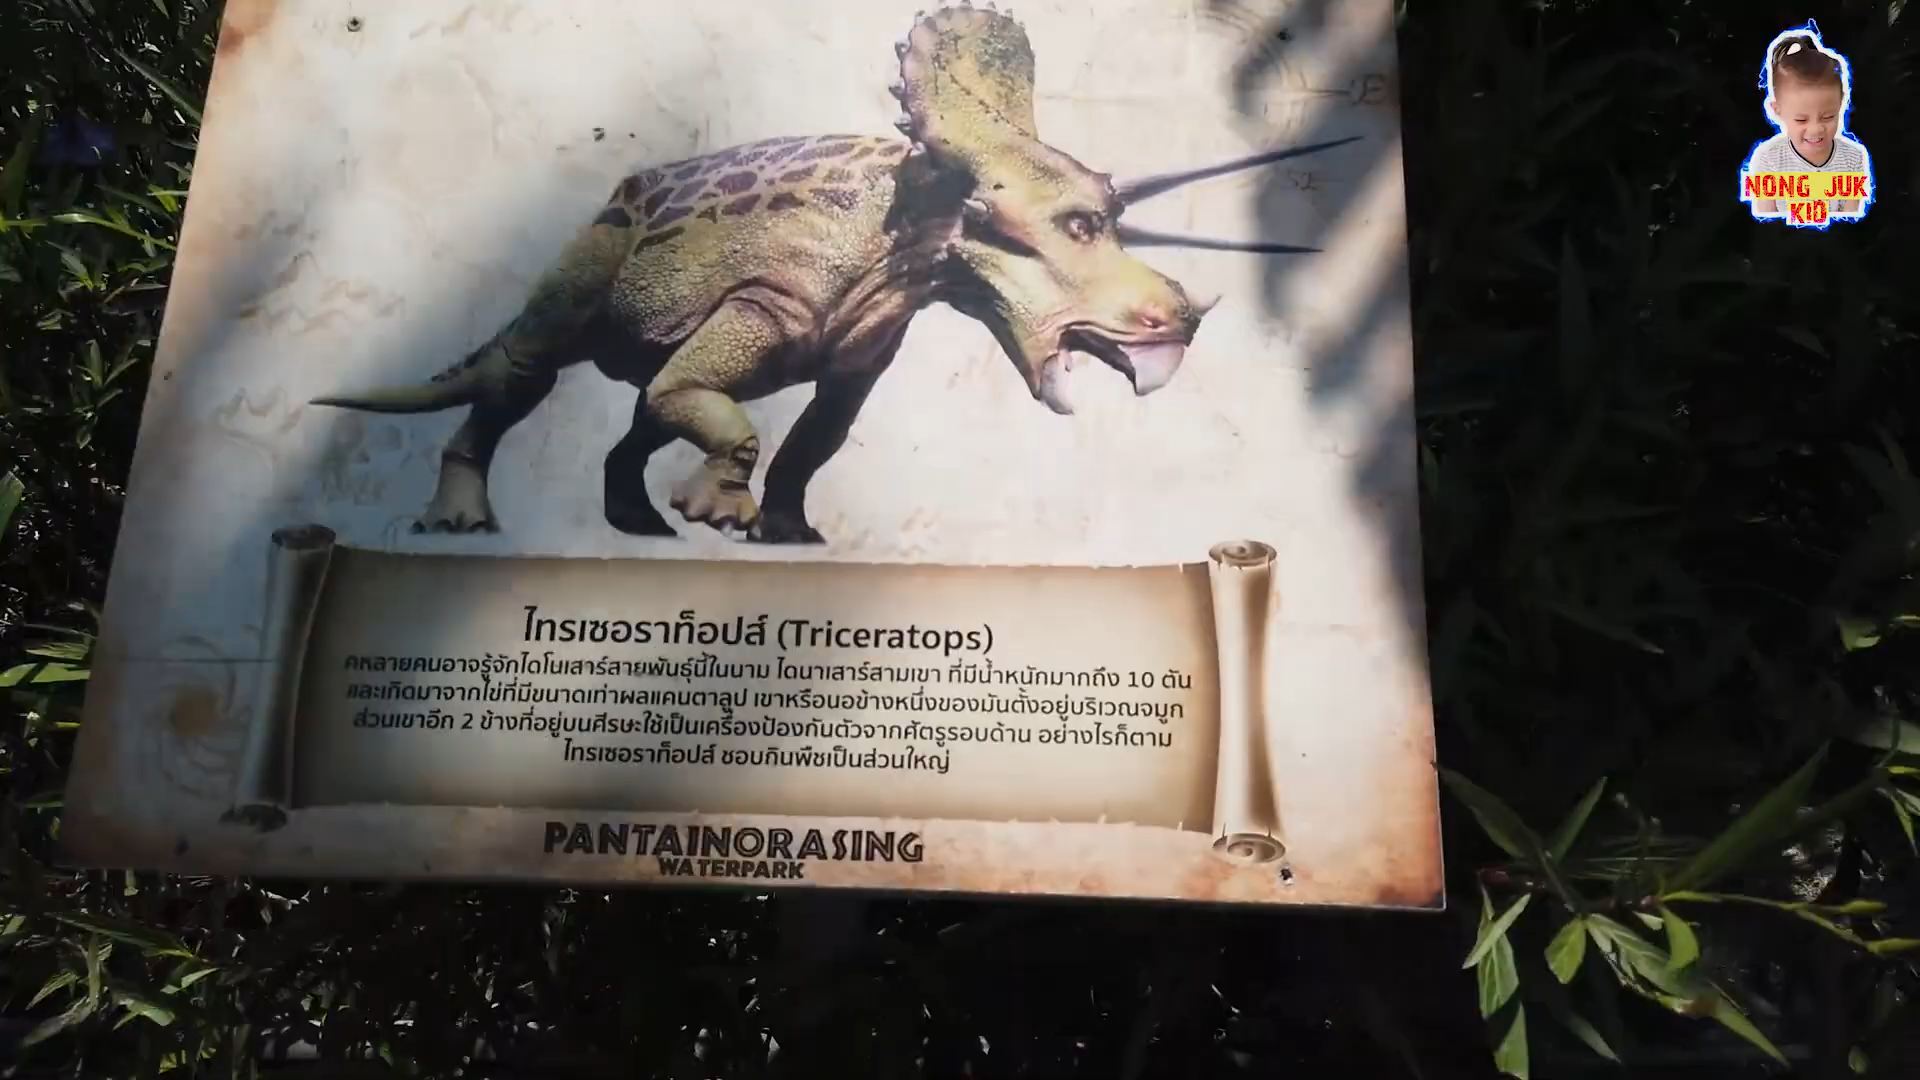 NONG JUK
KID
ไทรเซอราท็อปส์ (Triceratops)
คหลายคนอาจรู้จักไดโนเสาร์สายพันธุ์นี้ในนาม ไดนาเสาร์สามเขา ที่มีน้ำหนักมากถึง 10 ตัน
และเกิดมาจากไข่ที่มีขนาดเท่าผลแคนตาลูป เขาหรือนอข้างหนึ่งของมันตั้งอยู่บริเวณจมูก
ส่วนเขาอีก 2 ข้างที่อยู่บนศีรษะใช้เป็นเครื่องป้องกันตัวจากศัตรูรอบด้าน อย่างไรก็ตาม
ไทรเซอราท็อปส์ ชอบกินพืชเป็นส่วนใหญ่
PANTAINORASING
WATERPARK